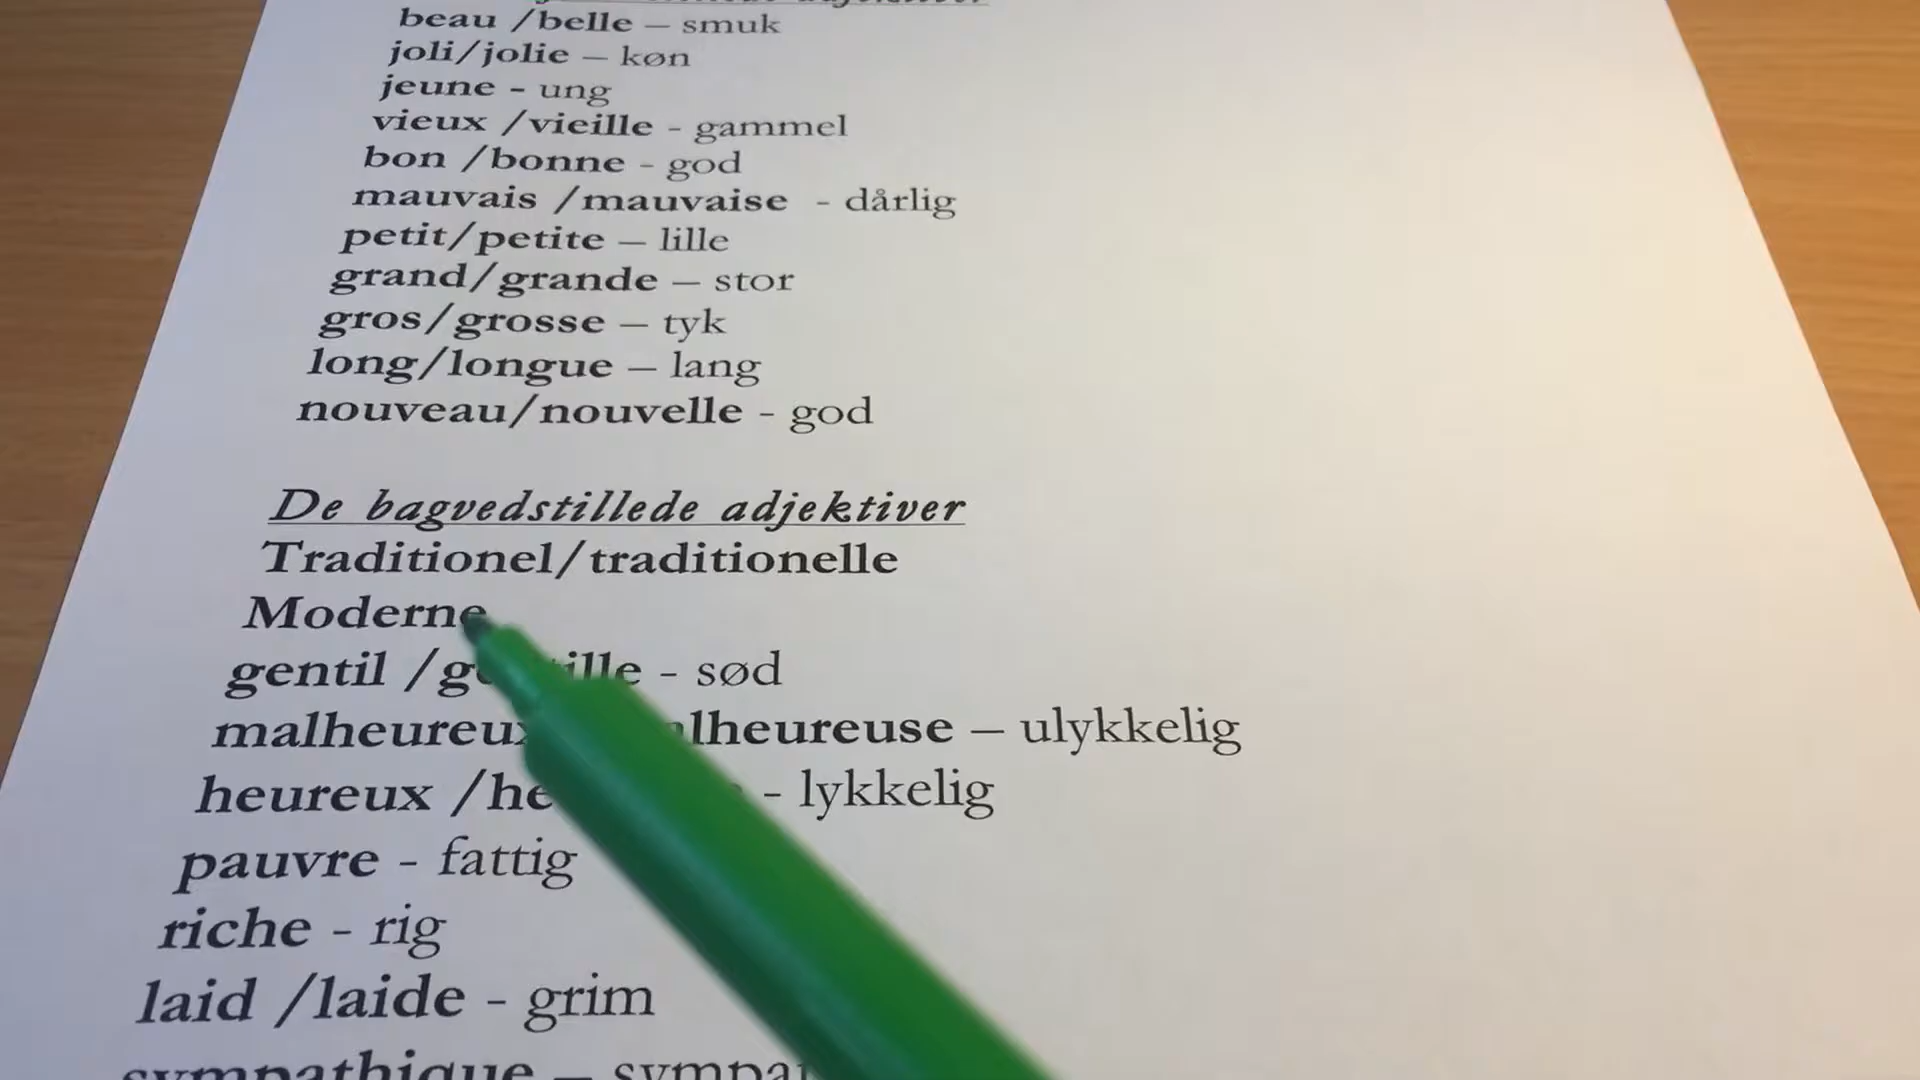 adjektiver
beau /belle – smuk
joli/jolie – køn
jeune - ung
vieux /vieille - gammel
bon /bonne - god
mauvais /mauvaise - dårlig
petit/petite – lille
grand/grande – stor
gros/grosse – tyk
long/longue – lang
nouveau/nouvelle - god
De bagvedstillede adjektiver
Traditionel/traditionelle
Moderne
gentil - sød
– ulykkelig
heureux - lykkelig
pauvre - fattig
riche - rig
laid /laide - grim
sympathique –